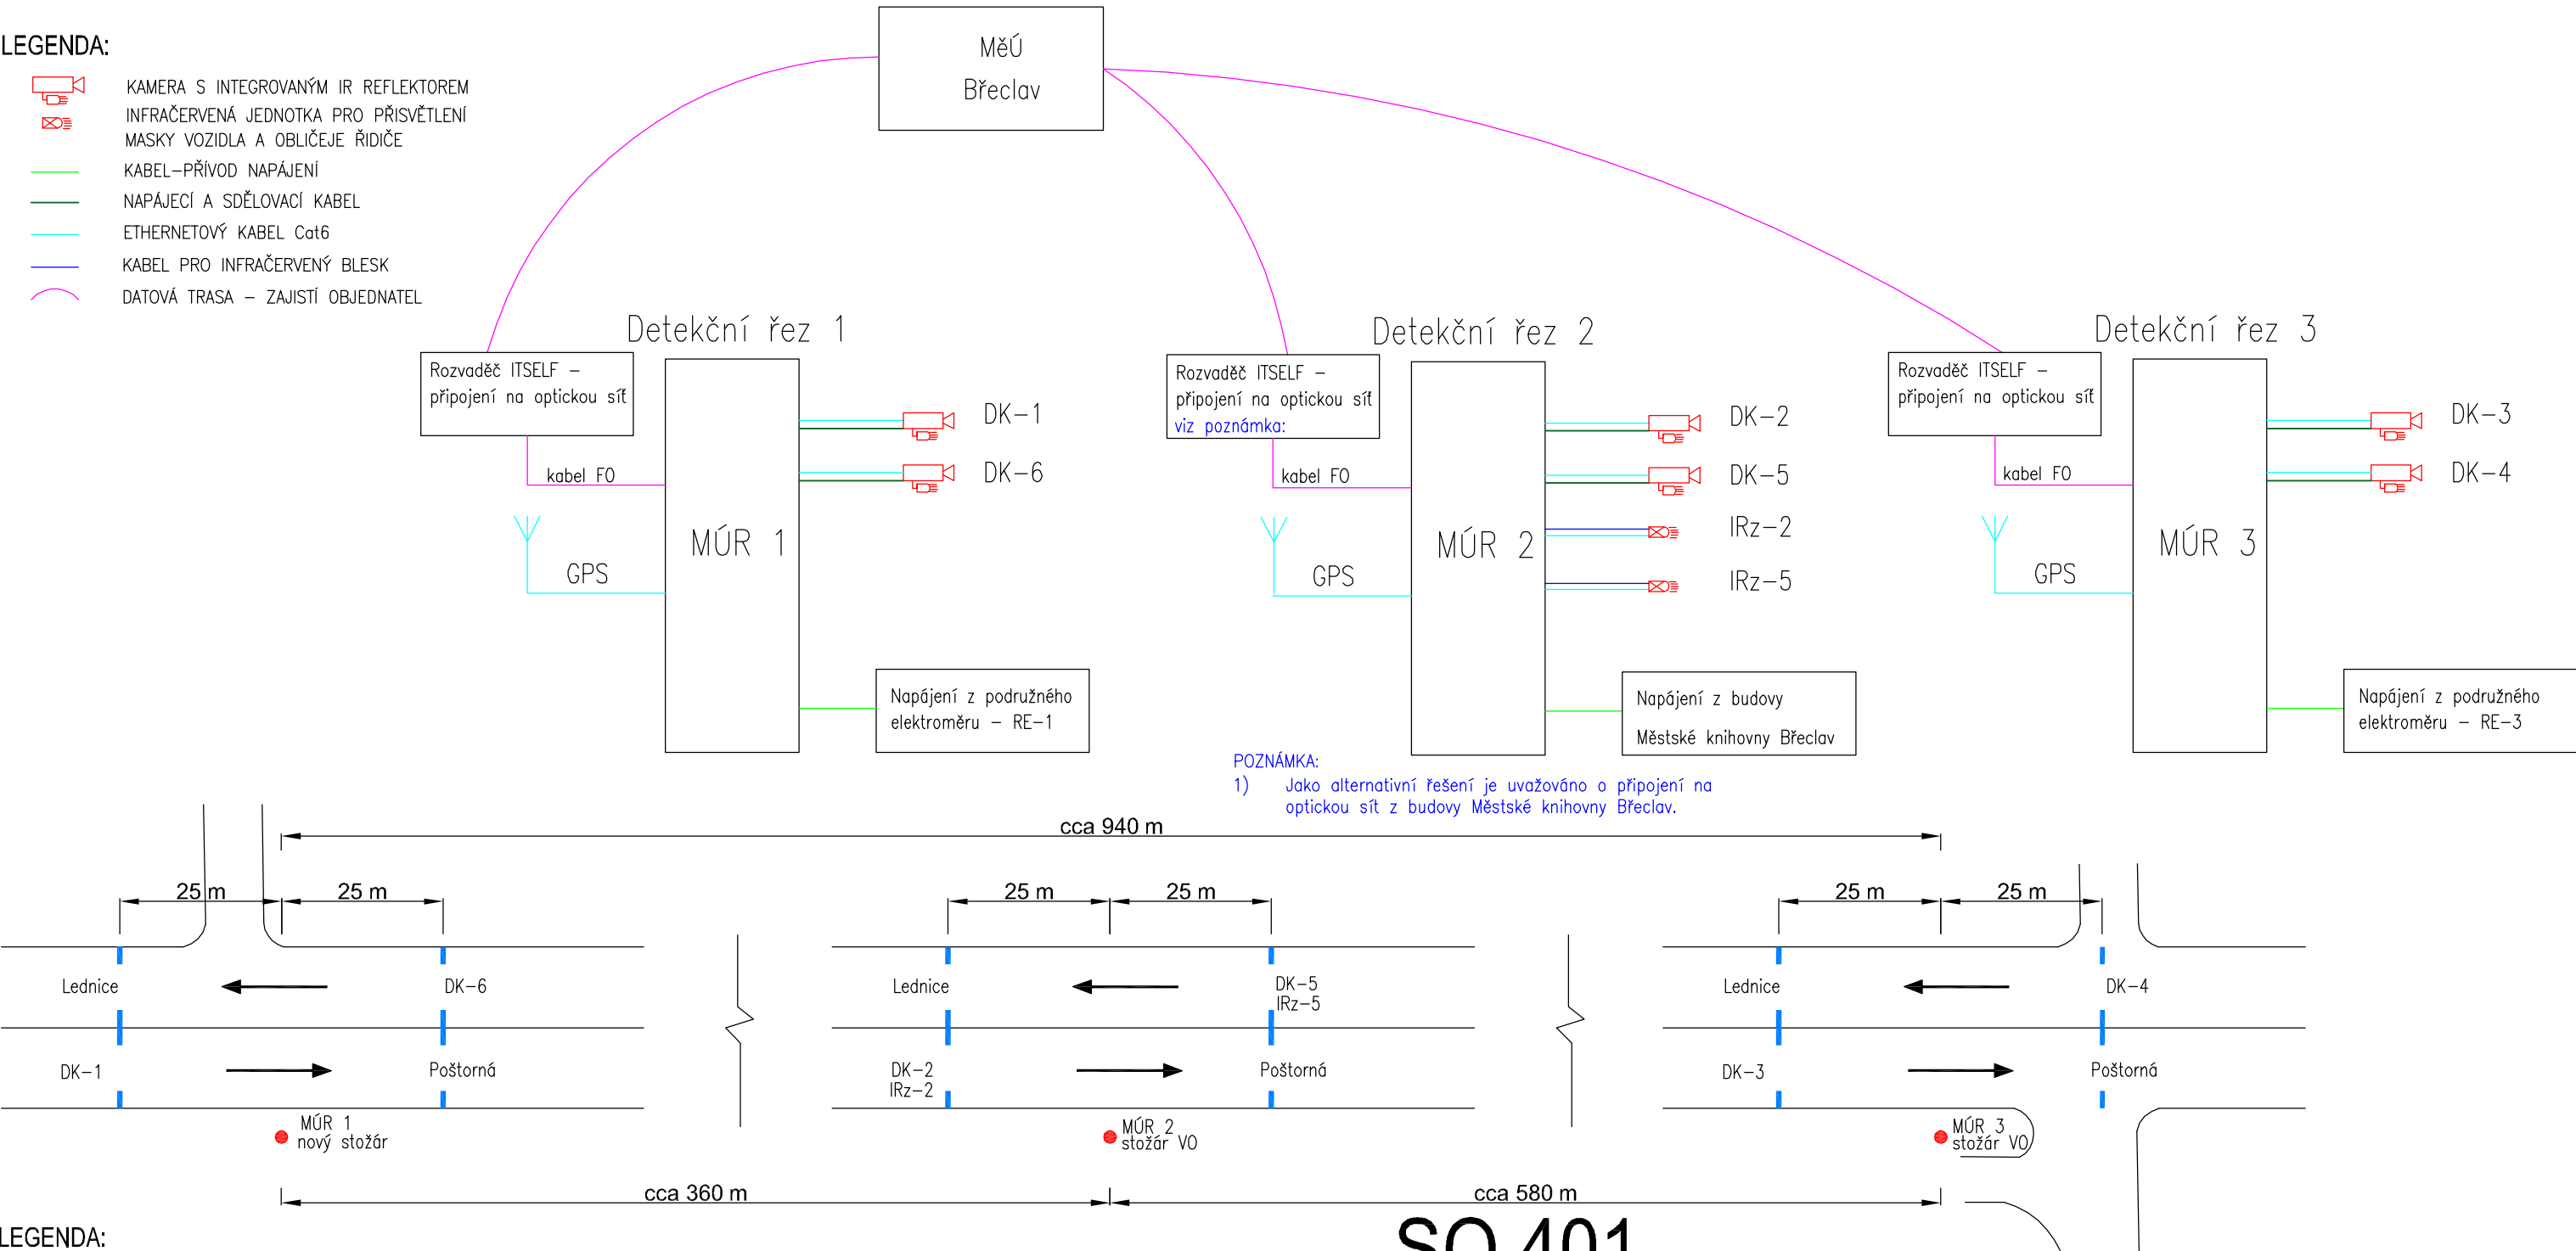 LEGENDA:
KAMERA S INTEGROVANÝM IR REFLEKTOREM
INFRAČERVENÁ JEDNOTKA PRO PŘISVĚTLENÍ
MASKY VOZIDLA A OBLIČEJE ŘIDIČE
KABEL-PŘÍVOD NAPÁJENÍ
NAPÁJECÍ A SDĚLOVACÍ KABEL
ETHERNETOVÝ KABEL Cat6
KABEL PRO INFRAČERVENÝ BLESK
DATOVÁ TRASA - ZAJISTÍ OBJEDNATEL
MěÚ
Břeclav
Detekční řez 1
Rozvaděč ITSELF -
připojení na optickou síť
kabel FO
GPS
MÚR 1
DK-1
DK-6
Napájení z podružného
elektroměru - RE-1
Detekční řez 2
Rozvaděč ITSELF -
připojení na optickou síť
viz poznámka:
kabel FO
GPS
MÚR 2
DK-2
DK-5
IRz-2
IRz-5
Napájení z budovy
Městské knihovny Břeclav
POZNÁMKA:
1) Jako alternativní řešení je uvažováno o připojení na
optickou síť z budovy Městské knihovny Břeclav.
Detekční řez 3
Rozvaděč ITSELF -
připojení na optickou síť
kabel FO
GPS
MÚR 3
DK-3
DK-4
Napájení z podružného
elektroměru - RE-3
cca 940 m
25 m
25 m
25 m
25 m
25 m
25 m
Lednice
DK-6
DK-1
Poštorná
MÚR 1
nový stožár
Lednice
DK-5
IRz-5
DK-2
IRz-2
Poštorná
MÚR 2
stožár VO
Lednice
DK-4
DK-3
Poštorná
MÚR 3
stožár VO
cca 360 m
cca 580 m
LEGENDA:
SO 401